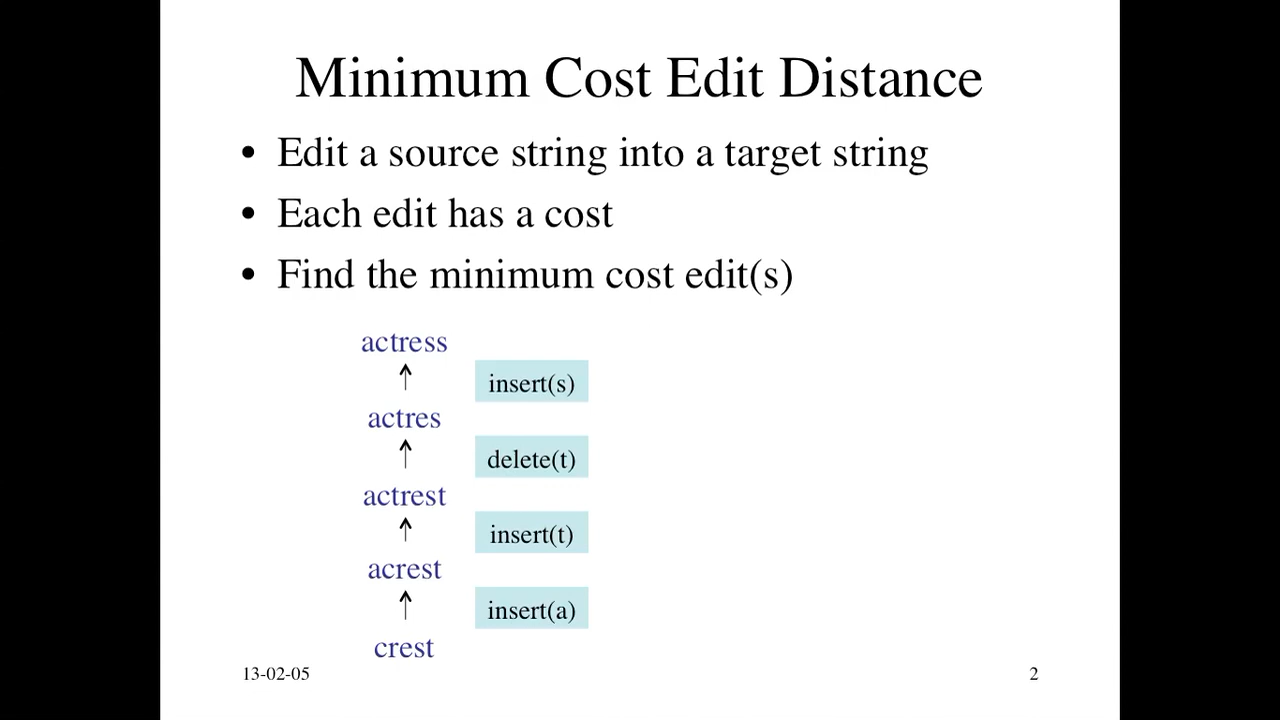 Minimum Cost Edit Distance
• Edit a source string into a target string
• Each edit has a cost
• Find the minimum cost edit(s)
actress
insert(s)
actres
delete(t)
actrest
insert(t)
acrest
insert(a)
crest
13-02-05
2